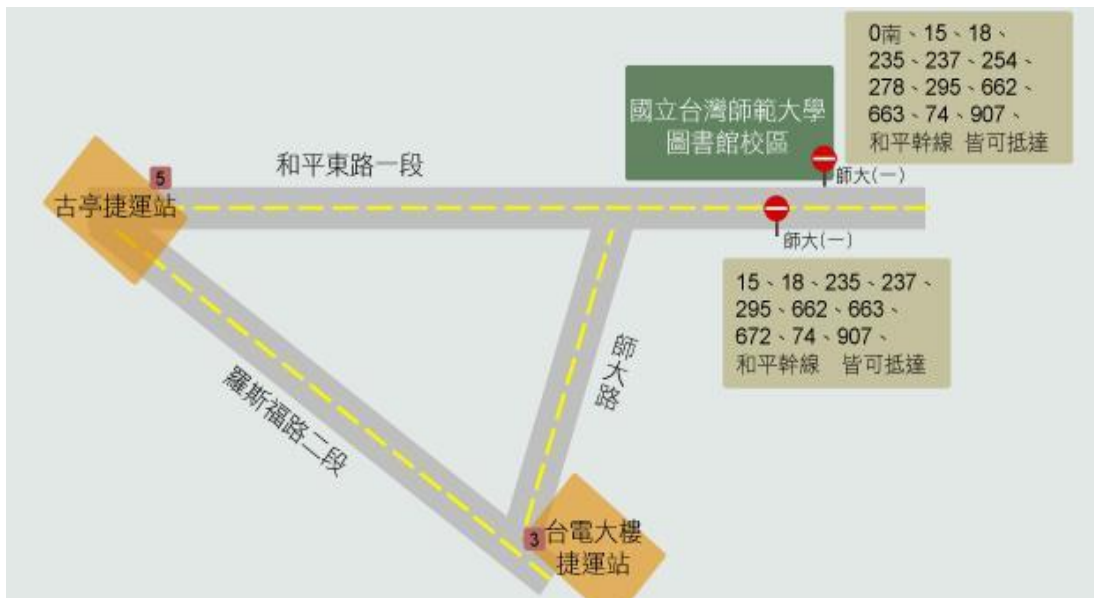 0南、15、18、
235、237、254、
278、295、662、
663、74、907、
和平幹線 皆可抵達
國立台灣師範大學
圖書館校區
和平東路一段
師大(一)
5
古亭捷運站
師大(一)
15、18、235、237、
295、662、663、
672、74、907、
和平幹線 皆可抵達
師大路
羅斯福路二段
3
台電大樓
捷運站